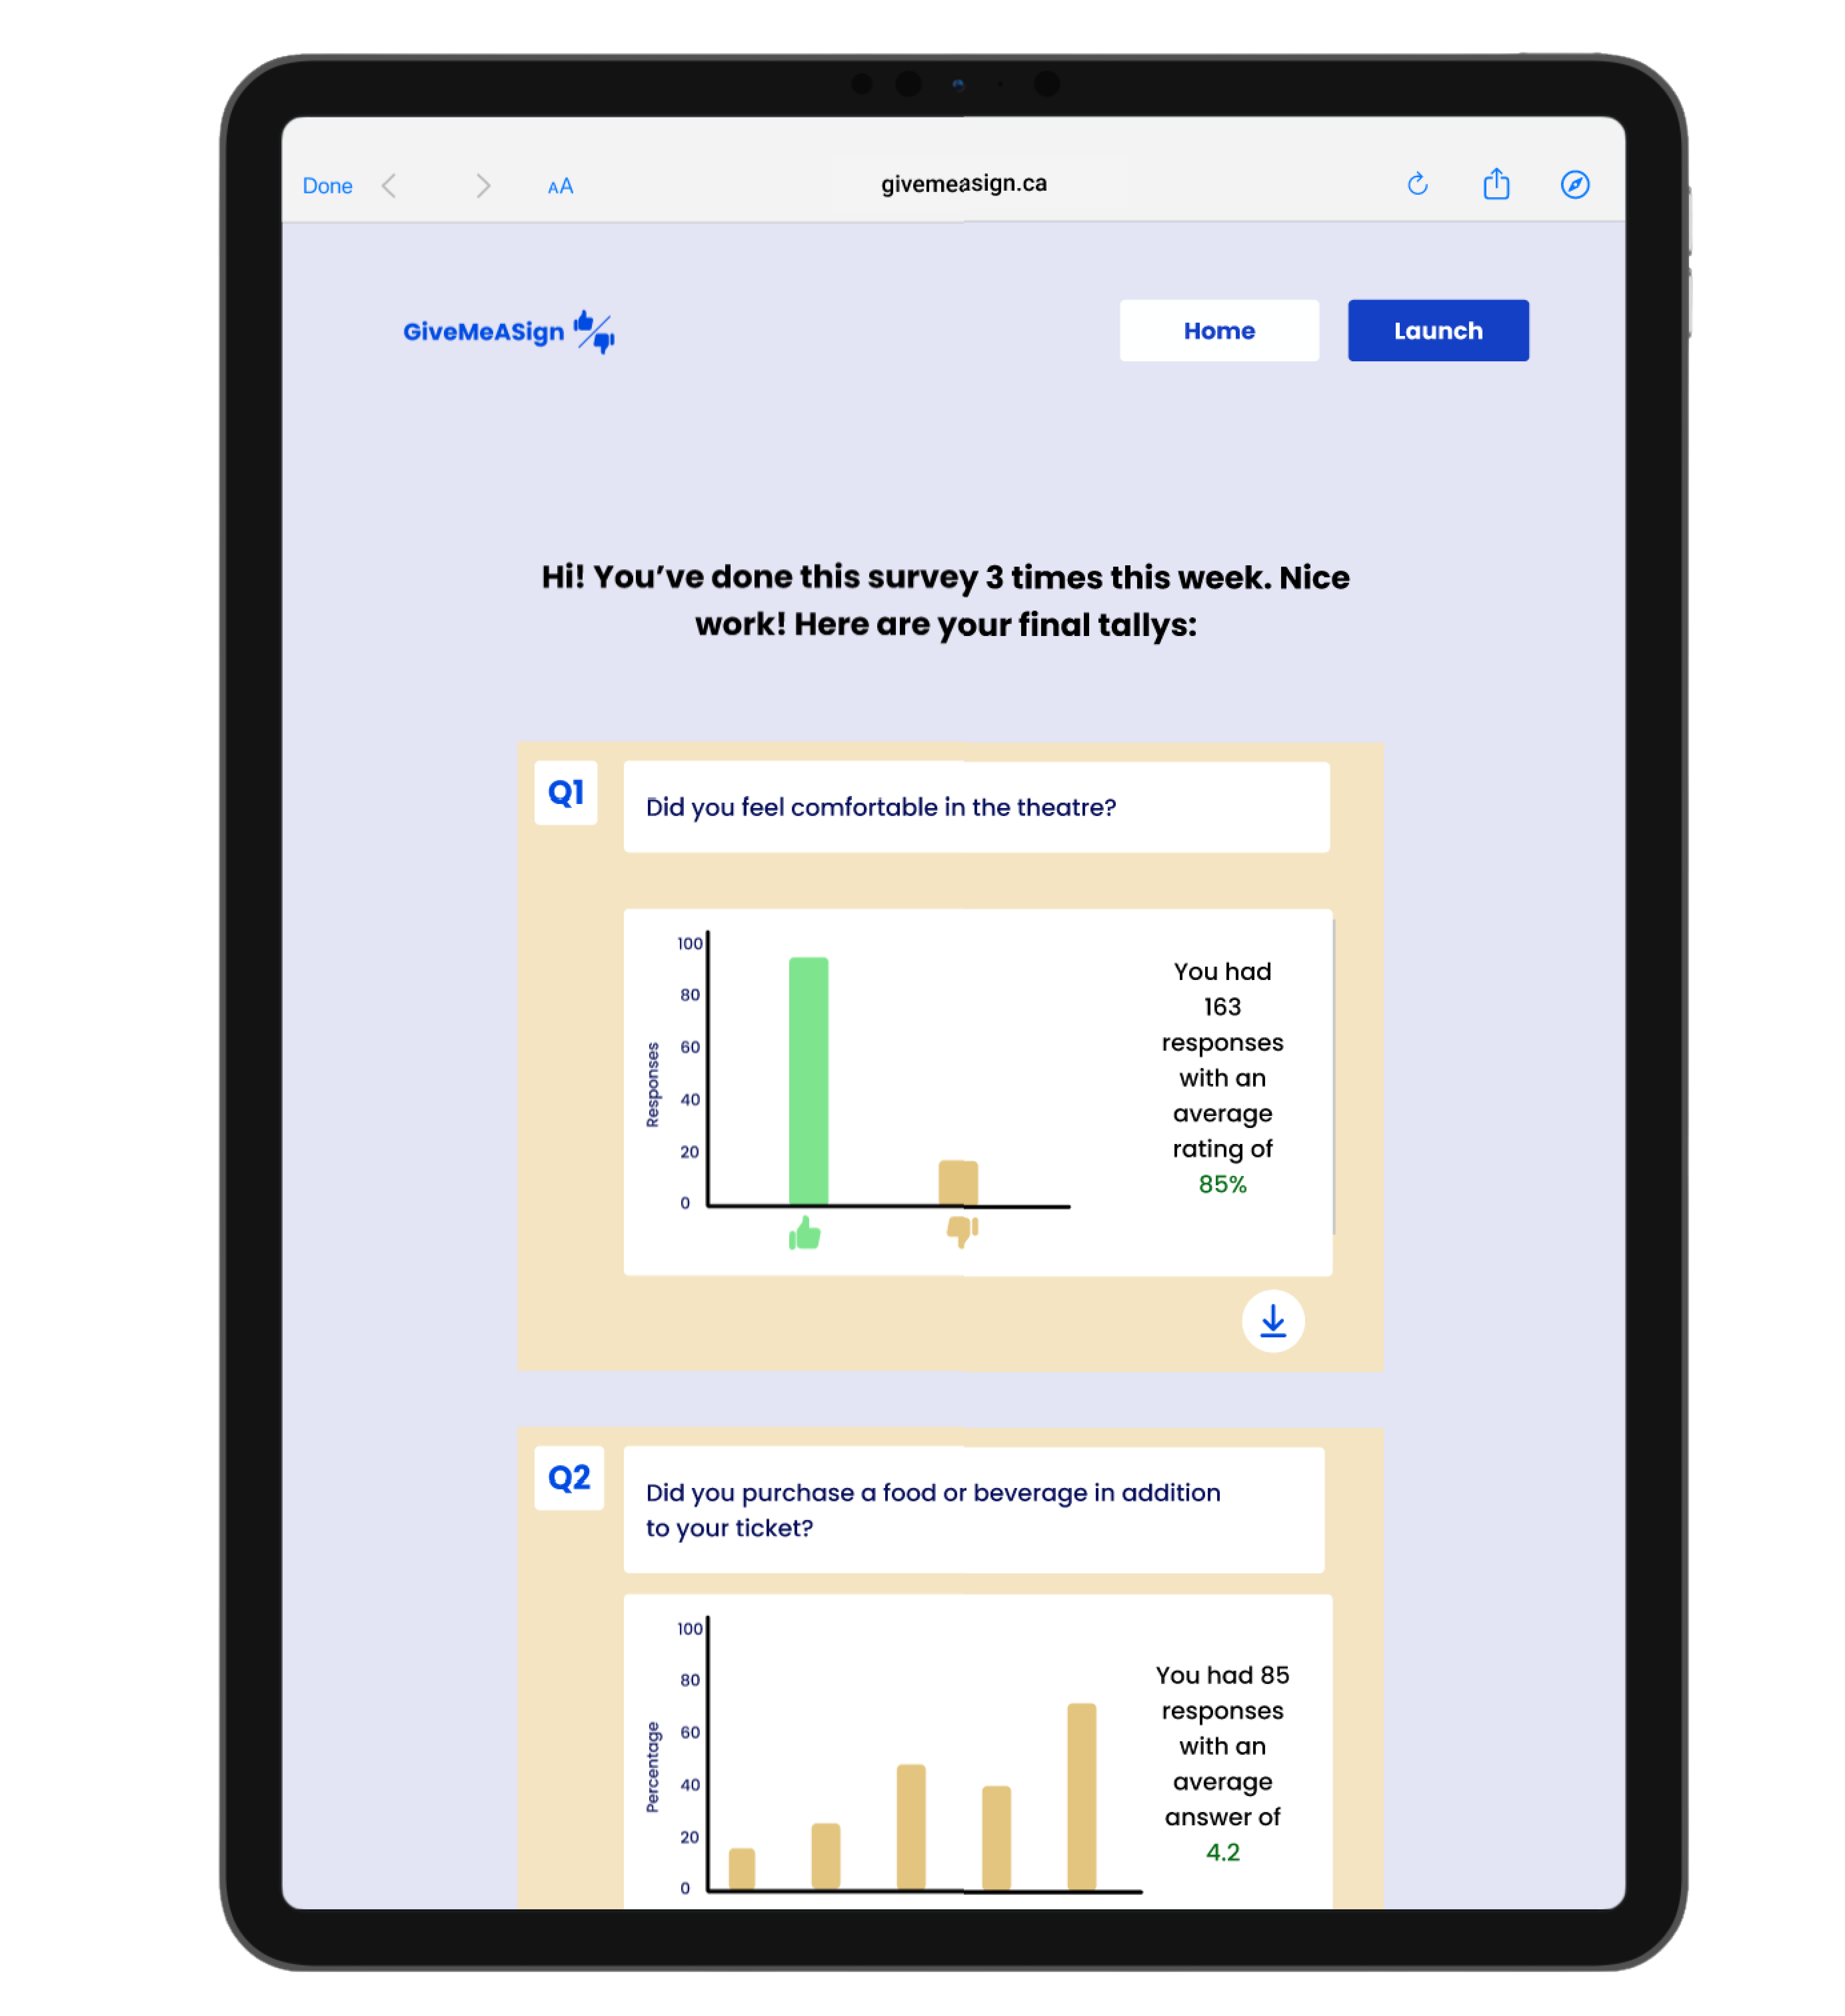 Done
AA
givemeasign.ca
GiveMeASign
Home
Launch
Hi! You’ve done this survey 3 times this week. Nice
work! Here are your final tallys:
Q1
Did you feel comfortable in the theatre?
100
80
60
40
20
0
Responses
You had
163
responses
with an
average
rating of
85%
Q2
Did you purchase a food or beverage in addition
to your ticket?
100
80
60
40
20
0
Percentage
You had 85
responses
with an
average
answer of
4.2